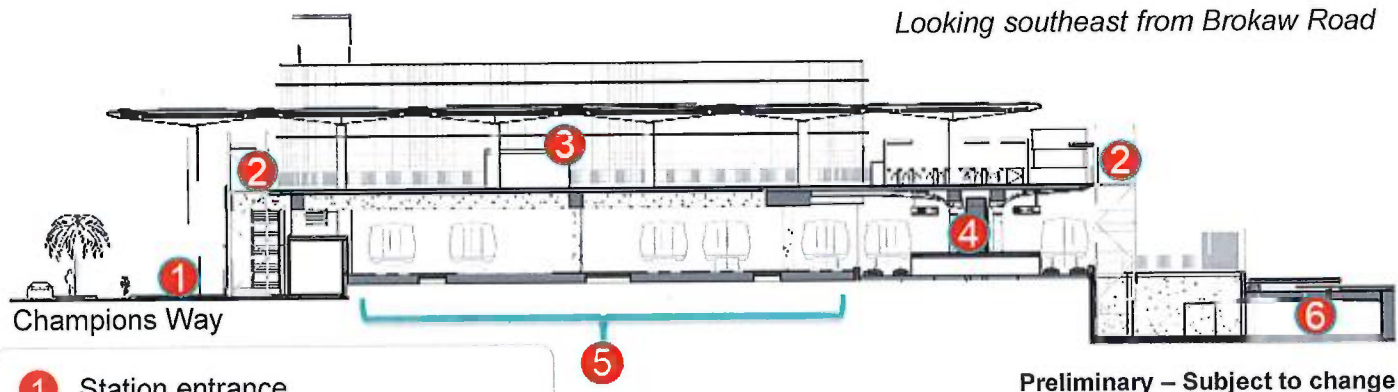 Looking southeast from Brokaw Road
3
2
2
4
1
6
Champions Way
5
1 Station entrance
Preliminary – Subject to change